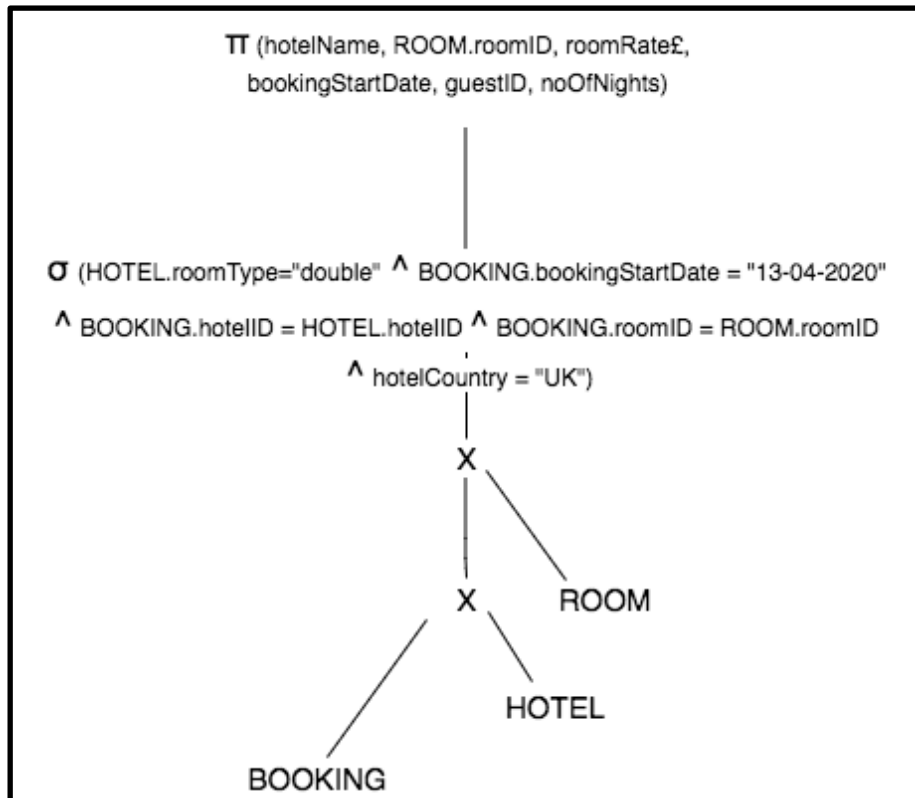 π (hotelName, ROOM.roomID, roomRate£,
bookingStartDate, guestID, noOfNights)
σ (HOTEL.roomType="double" ^ BOOKING.bookingStartDate = "13-04-2020"
^ BOOKING.hotelID = HOTEL.hotelID ^ BOOKING.roomID = ROOM.roomID
^ hotelCountry = "UK")
X
X
ROOM
HOTEL
BOOKING